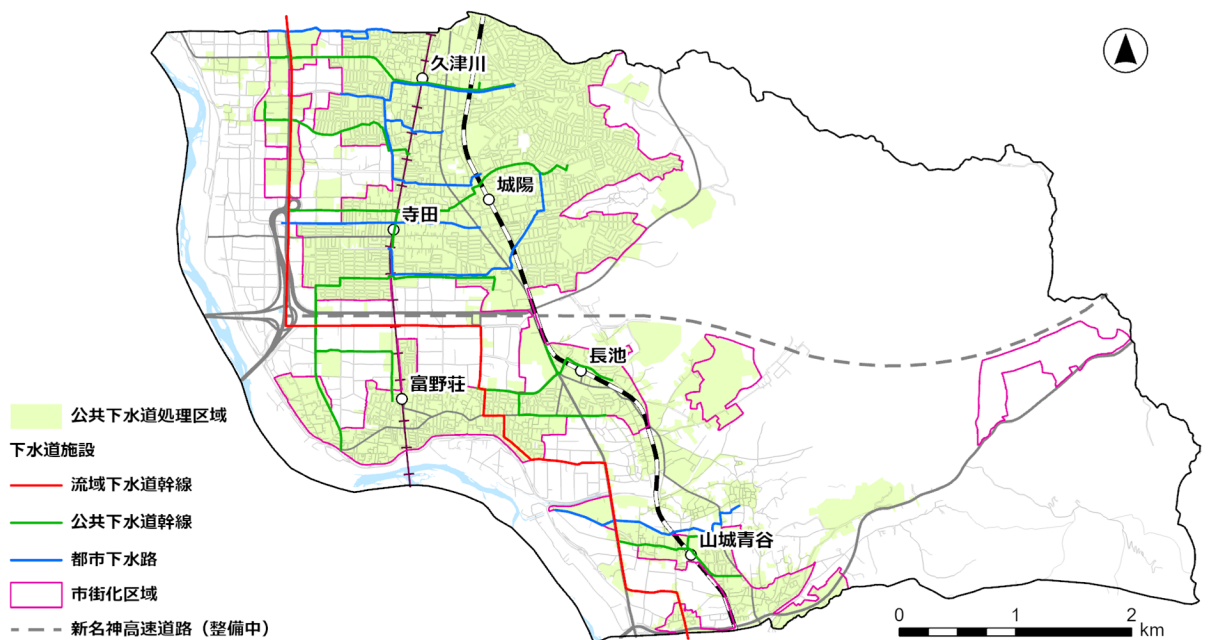 久津川
城陽
寺田
長池
富野荘
山城青谷
公共下水道処理区域
下水道施設
流域下水道幹線
公共下水道幹線
都市下水路
市街化区域
新名神高速道路（整備中）
0 1 2
km